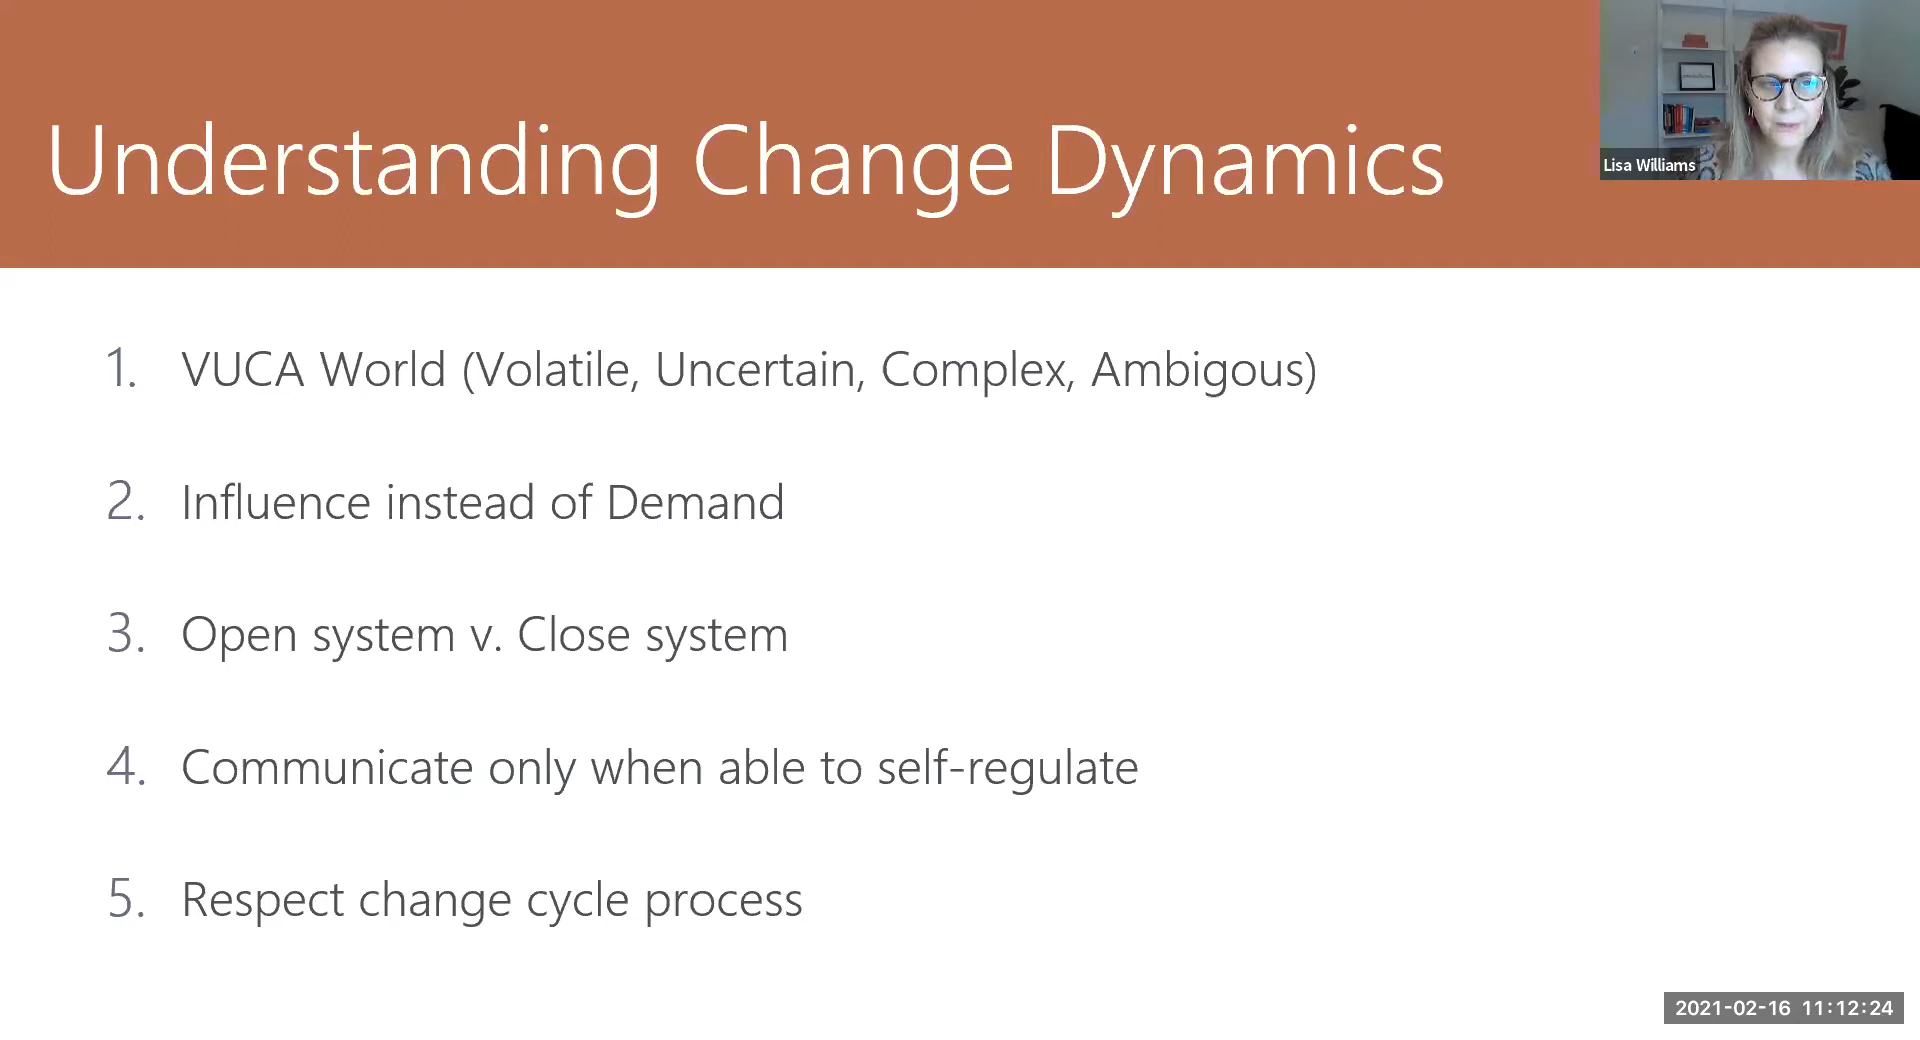 Understanding Change Dynamics
Lisa Williams
1. VUCA World (Volatile, Uncertain, Complex, Ambigous)
2. Influence instead of Demand
3. Open system v. Close system
4. Communicate only when able to self-regulate
5. Respect change cycle process
2021-02-16 11:12:24